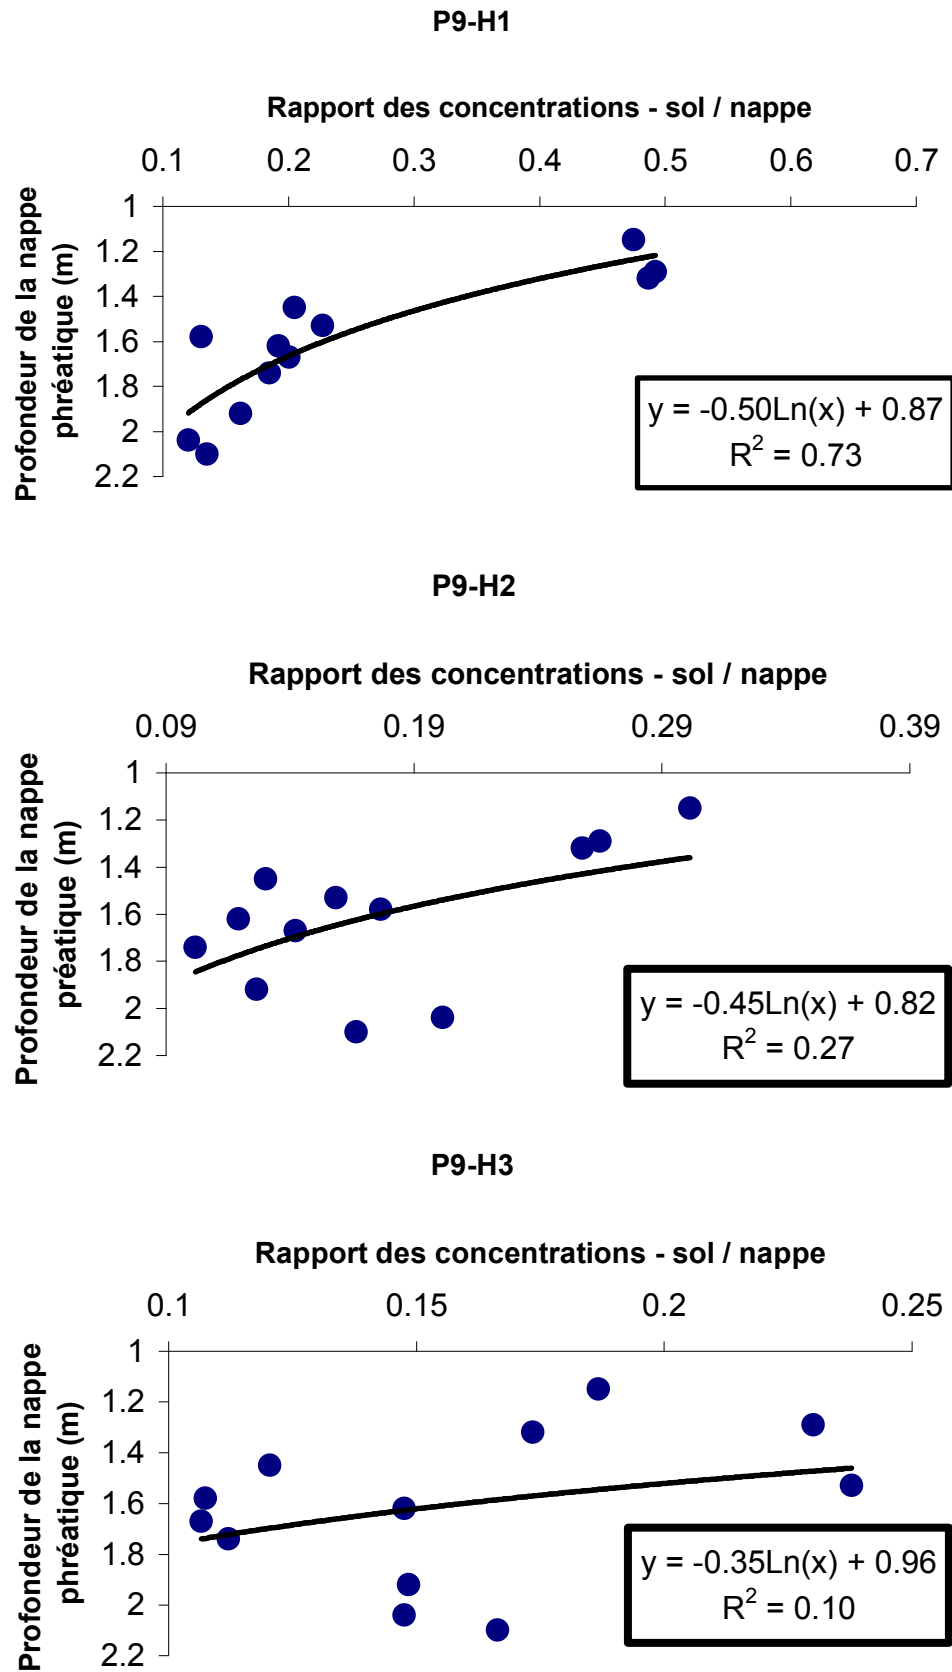 P9-H1
Rapport des concentrations - sol / nappe
0.1 0.2 0.3 0.4 0.5 0.6 0.7
Profondeur de la nappe
phréatique (m)
1
1.2
1.4
1.6
1.8
2
2.2
y = -0.50Ln(x) + 0.87
R² = 0.73
P9-H2
Rapport des concentrations - sol / nappe
0.09 0.19 0.29 0.39
Profondeur de la nappe
préatique (m)
1
1.2
1.4
1.6
1.8
2
2.2
y = -0.45Ln(x) + 0.82
R² = 0.27
P9-H3
Rapport des concentrations - sol / nappe
0.1 0.15 0.2 0.25
Profondeur de la nappe
phréatique (m)
1
1.2
1.4
1.6
1.8
2
2.2
y = -0.35Ln(x) + 0.96
R² = 0.10